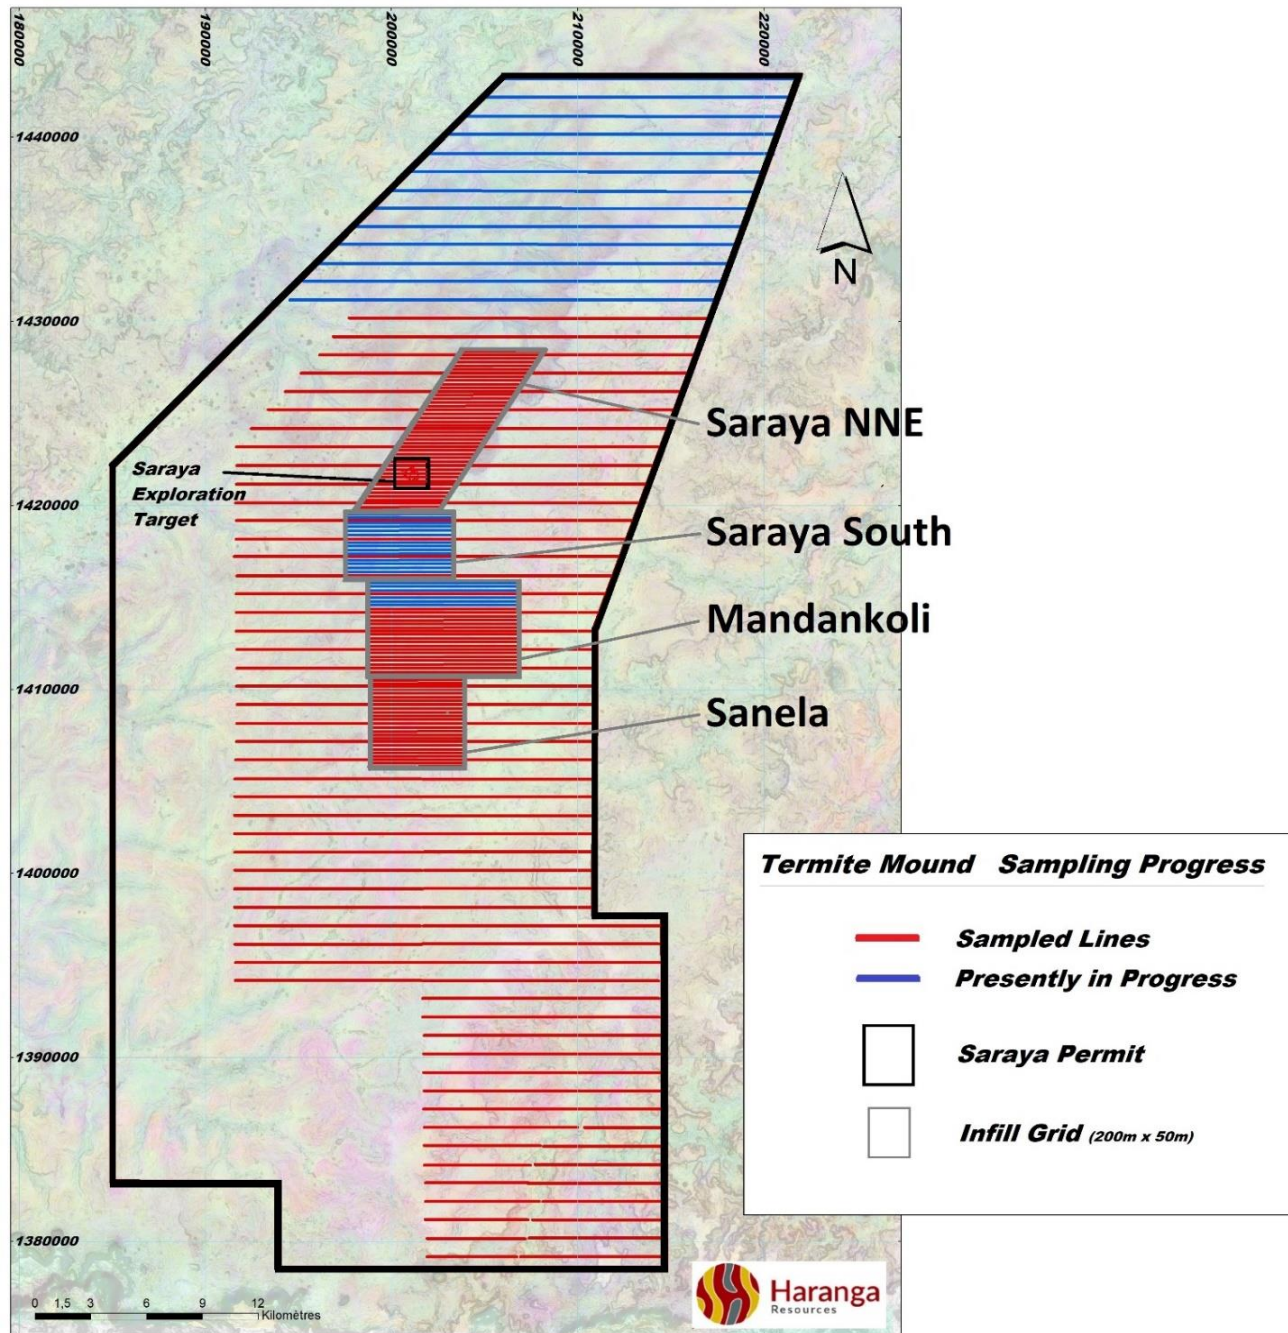 180000
190000
200000
210000
220000
1440000
1430000
1420000
1410000
1400000
1390000
1380000
N
Saraya NNE
Saraya
Exploration
Target
Saraya South
Mandankoli
Sanela
Termite Mound Sampling Progress
Sampled Lines
Presently in Progress
Saraya Permit
Infill Grid (200m x 50m)
0 1,5 3 6 9 12
Kilomètres
Haranga
Resources